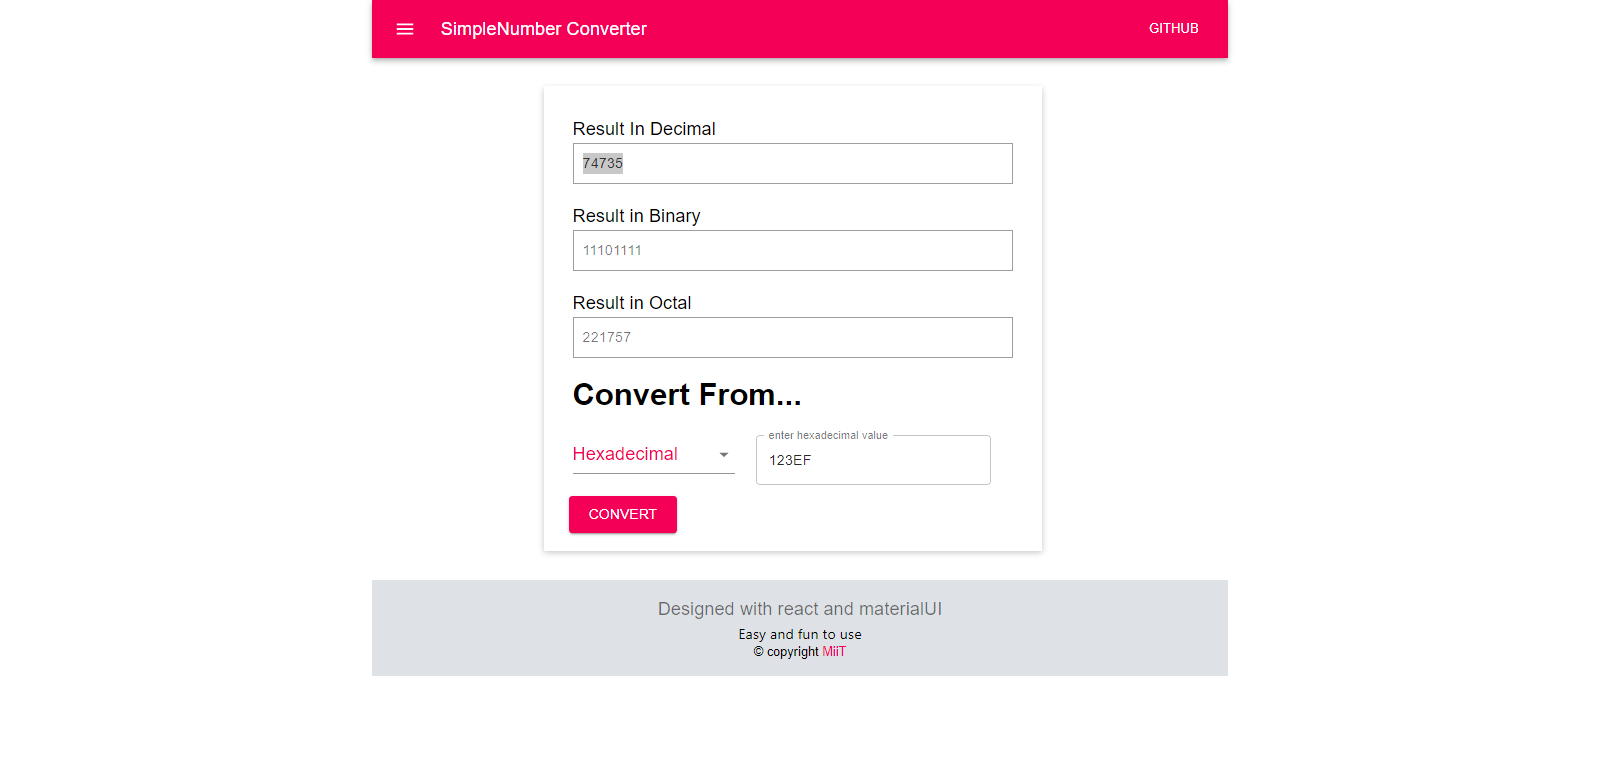 SimpleNumber Converter
GITHUB
Result In Decimal
74735
Result in Binary
11101111
Result in Octal
221757
Convert From...
Hexadecimal
enter hexadecimal value
123EF
CONVERT
Designed with react and materialUI
Easy and fun to use
© copyright MiiT